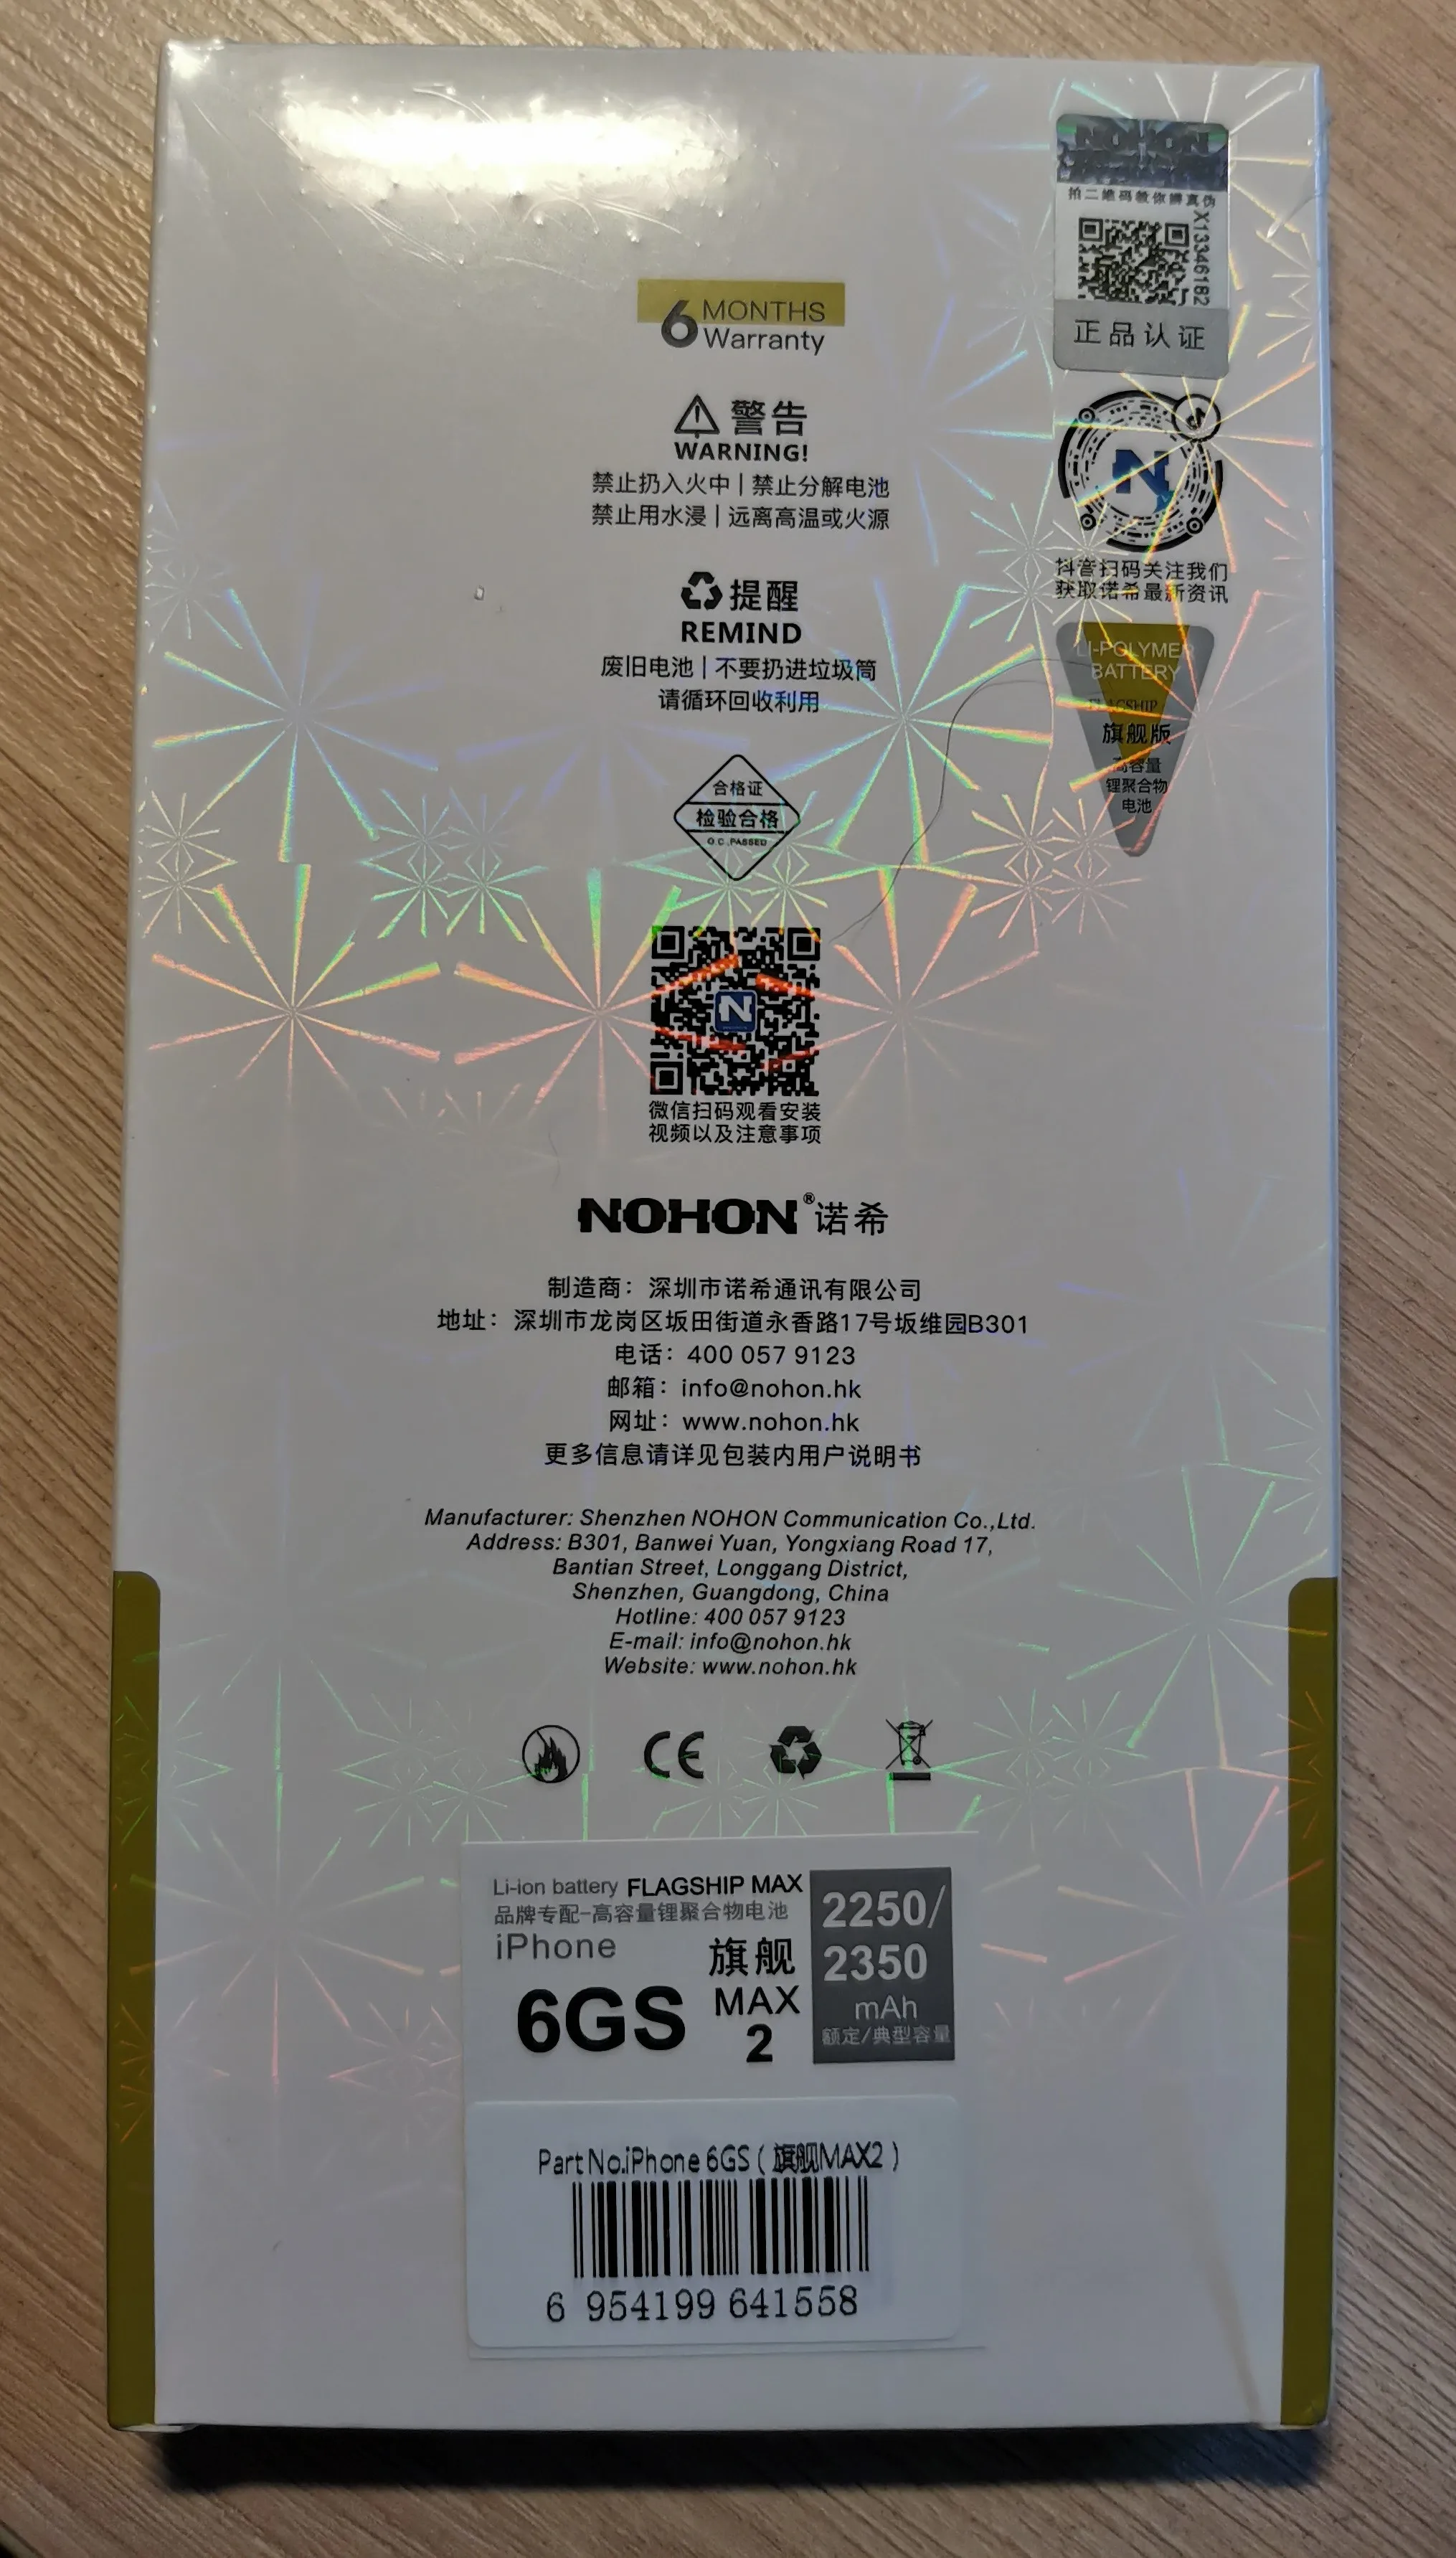 NOHON
拍二维码教你辨真伪
X13346182
正品认证
6 MONTHS
Warranty
警告
WARNING!
禁止扔入火中 | 禁止分解电池
禁止用水浸 | 远离高温或火源
抖音扫码关注我们
获取诺希最新资讯
提醒
REMIND
废旧电池 | 不要扔进垃圾筒
请循环回收利用
LI-POLYMER
BATTERY
FLAGSHIP
旗舰版
高容量
锂聚合物
电池
合格证
检验合格
Q.C.PASSED
N
微信扫码观看安装
视频以及注意事项
NOHON®诺希
制造商：深圳市诺希通讯有限公司
地址：深圳市龙岗区坂田街道永香路17号坂维园B301
电话：400 057 9123
邮箱：info@nohon.hk
网址：www.nohon.hk
更多信息请详见包装内用户说明书
Manufacturer: Shenzhen NOHON Communication Co.,Ltd.
Address: B301, Banwei Yuan, Yongxiang Road 17,
Bantian Street, Longgang District,
Shenzhen, Guangdong, China
Hotline: 400 057 9123
E-mail: info@nohon.hk
Website: www.nohon.hk
CE
Li-ion battery FLAGSHIP MAX
品牌专配-高容量锂聚合物电池
iPhone
6GS
旗舰
MAX
2
2250/
2350
mAh
额定/典型容量
Part No.iPhone 6GS（旗舰MAX2）
6 954199 641558